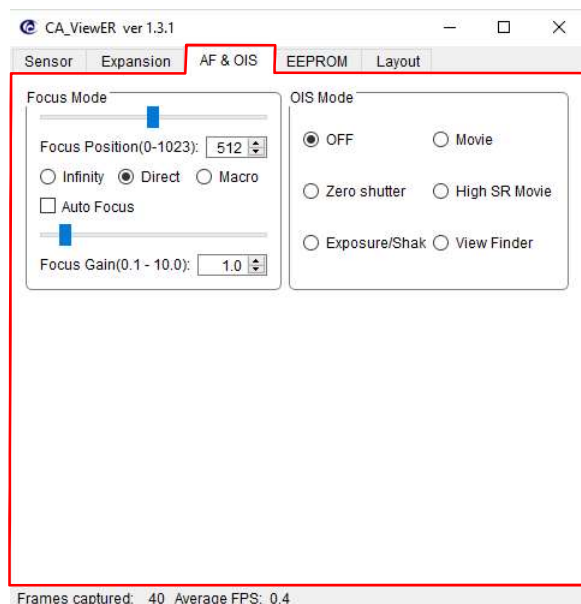 CA_ViewER ver 1.3.1
Sensor Expansion AF & OIS EEPROM Layout
Focus Mode
Focus Position(0-1023): 512
Infinity Direct Macro
Auto Focus
Focus Gain(0.1 - 10.0): 1.0
OIS Mode
OFF Movie
Zero shutter High SR Movie
Exposure/Shak View Finder
Frames captured: 40 Average FPS: 0.4